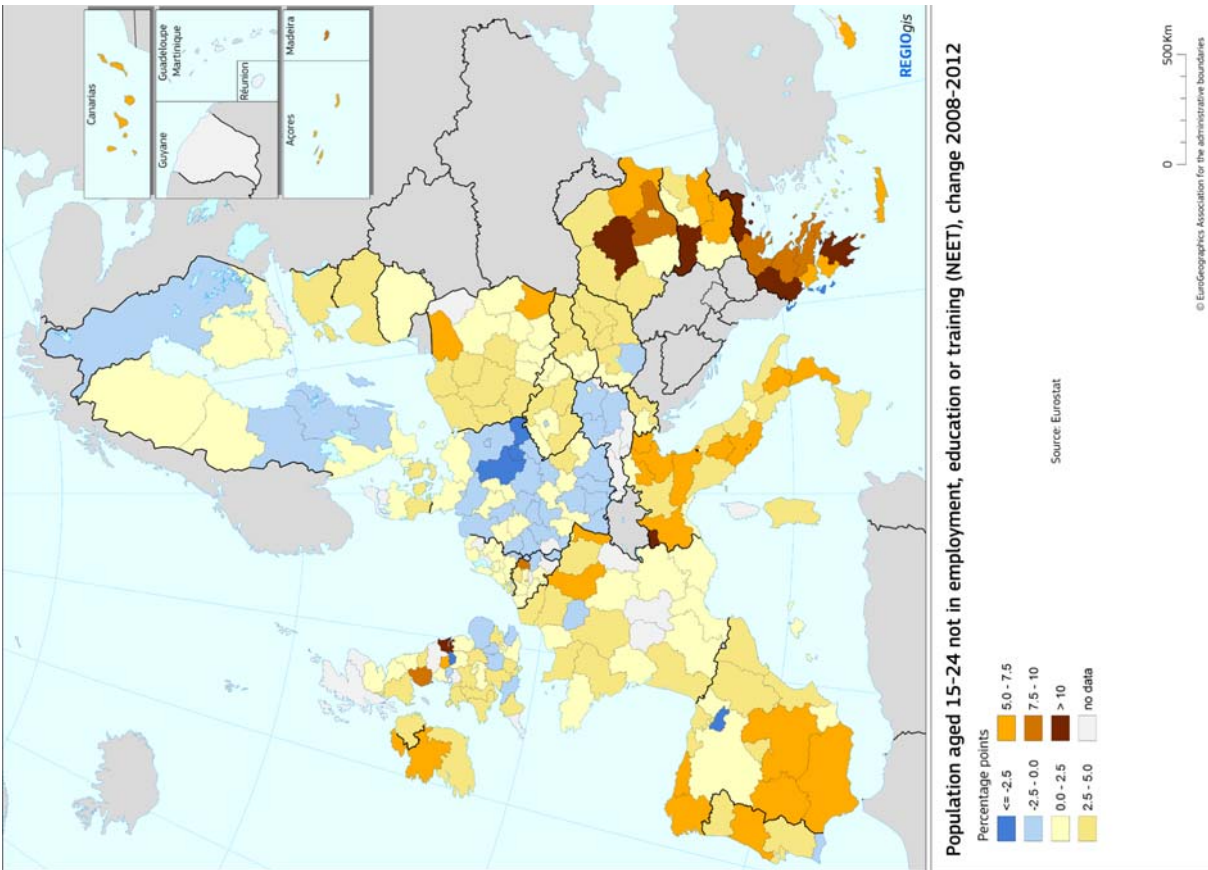 Canarias
Guyane
Guadeloupe
Martinique
Réunion
Açores
Madeira
REGIOgis
Population aged 15-24 not in employment, education or training (NEET), change 2008-2012
Percentage points
<= -2.5
-2.5 - 0.0
0.0 - 2.5
2.5 - 5.0
5.0 - 7.5
7.5 - 10
> 10
no data
Source: Eurostat
0 500 Km
© EuroGeographics Association for the administrative boundaries